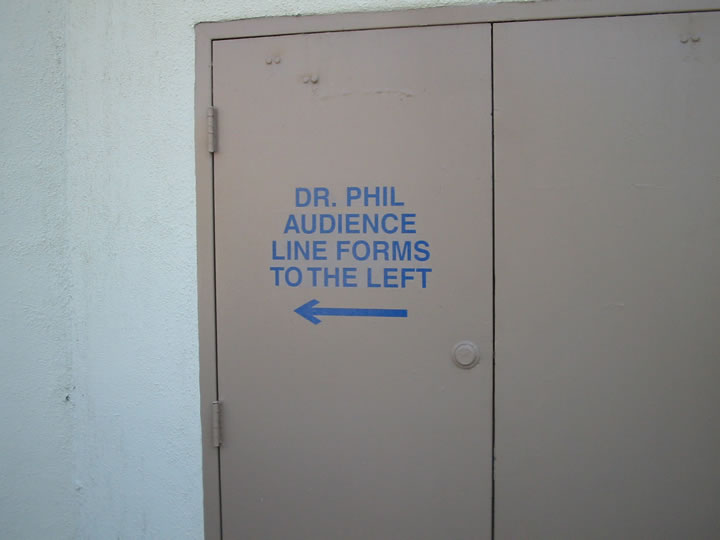 DR. PHIL
AUDIENCE
LINE FORMS
TO THE LEFT